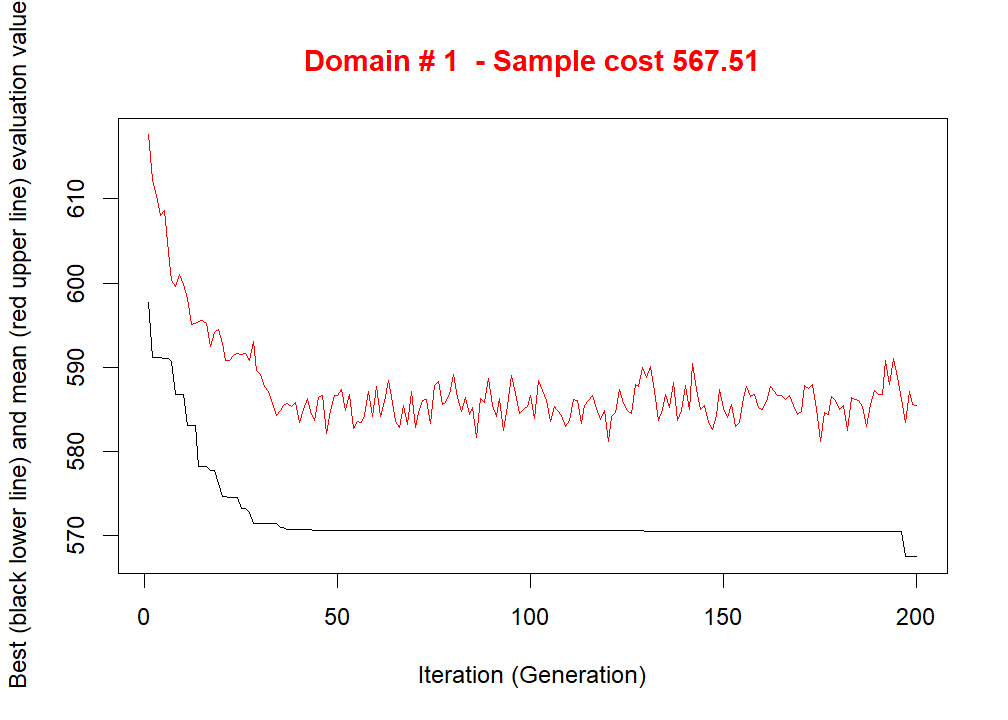 Domain # 1  - Sample cost 567.51
Best (black lower line) and mean (red upper line) evaluation value
610
600
590
580
570
0 50 100 150 200
Iteration (Generation)